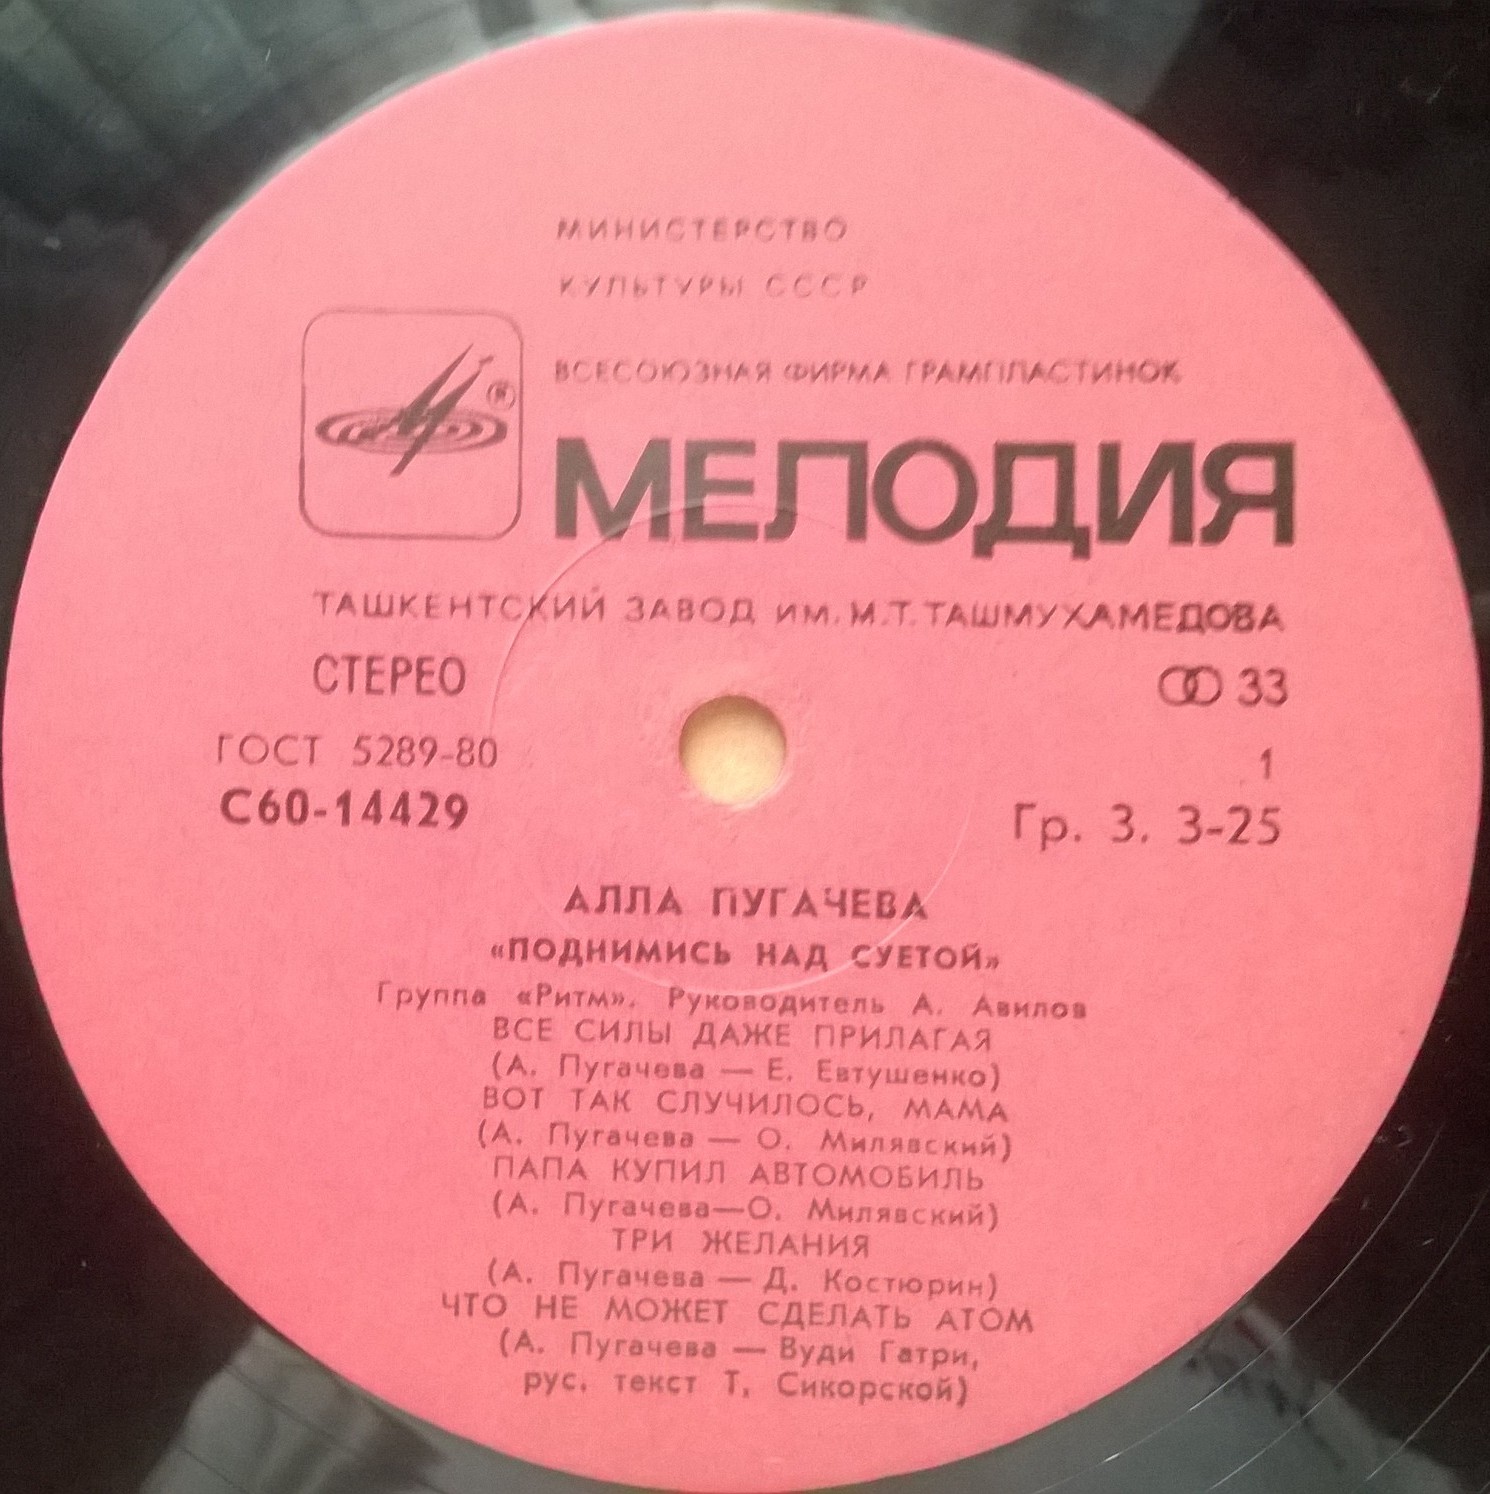 МИНИСТЕРСТВО
КУЛЬТУРЫ СССР
ВСЕСОЮЗНАЯ ФИРМА ГРАМПЛАСТИНОК
®
МЕЛОДИЯ
ТАШКЕНТСКИЙ ЗАВОД ИМ. М.Т. ТАШМУХАМЕДОВА
СТЕРЕО
33
ГОСТ 5289-80
1
С60-14429
Гр. 3. 3-25
АЛЛА ПУГАЧЕВА
«ПОДНИМИСЬ НАД СУЕТОЙ»
Группа «Ритм». Руководитель А. Авилов
ВСЕ СИЛЫ ДАЖЕ ПРИЛАГАЯ
(А. Пугачева — Е. Евтушенко)
ВОТ ТАК СЛУЧИЛОСЬ, МАМА
(А. Пугачева — О. Милявский)
ПАПА КУПИЛ АВТОМОБИЛЬ
(А. Пугачева—О. Милявский)
ТРИ ЖЕЛАНИЯ
(А. Пугачева — Д. Костюрин)
ЧТО НЕ МОЖЕТ СДЕЛАТЬ АТОМ
(А. Пугачева — Вуди Гатри,
рус. текст Т. Сикорской)